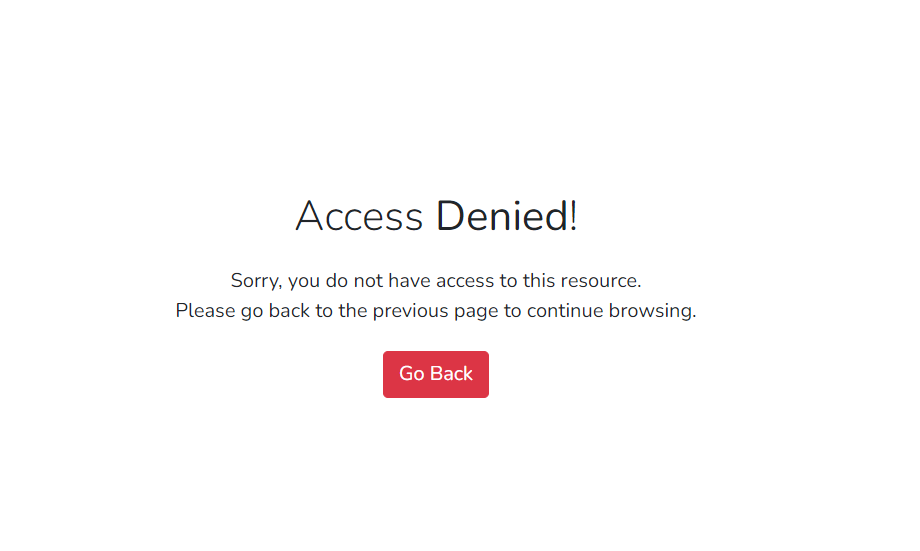 Access Denied!
Sorry, you do not have access to this resource.
Please go back to the previous page to continue browsing.
Go Back